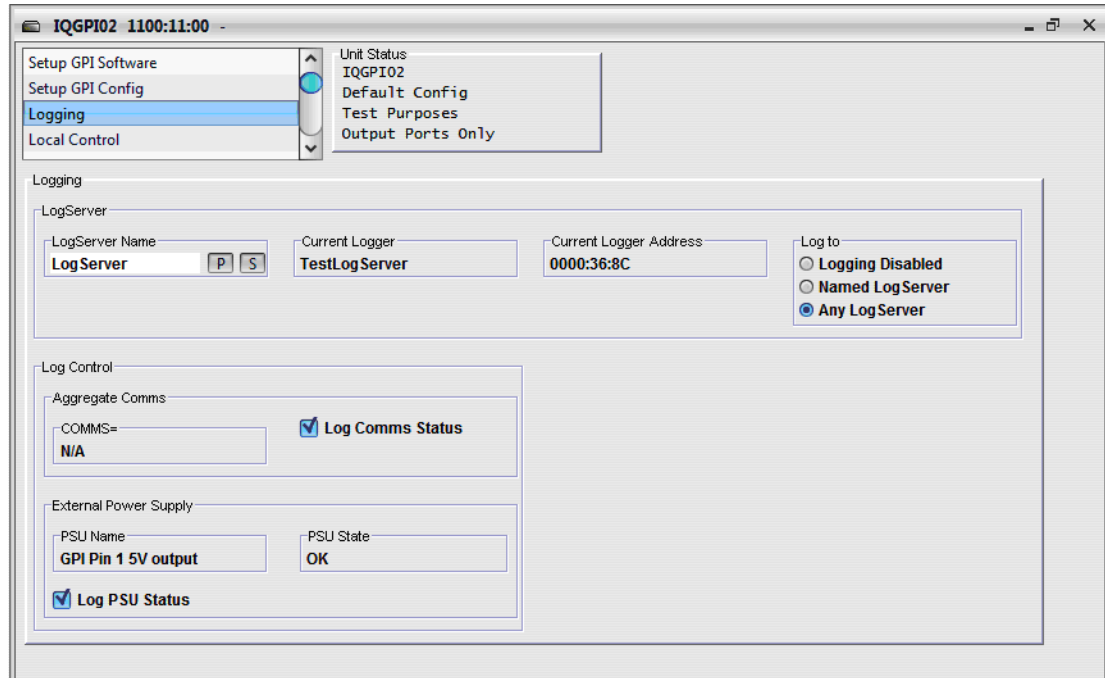 IQGPI02 1100:11:00 -
Setup GPI Software
Setup GPI Config
Logging
Local Control
Unit Status
IQGPI02
Default Config
Test Purposes
Output Ports Only
Logging
LogServer
LogServer Name
LogServer P S
Current Logger
TestLogServer
Current Logger Address
0000:36:8C
Log to
Logging Disabled
Named LogServer
Any LogServer
Log Control
Aggregate Comms
COMMS=
N/A
Log Comms Status
External Power Supply
PSU Name
GPI Pin 1 5V output
PSU State
OK
Log PSU Status